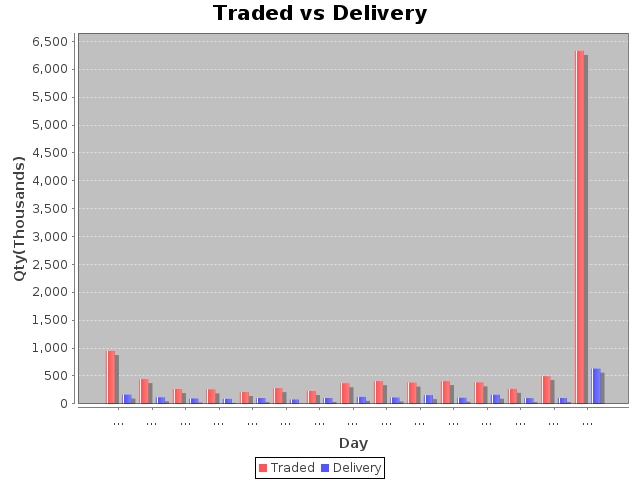 Traded vs Delivery
Qty(Thousands)
6,500
6,000
5,500
5,000
4,500
4,000
3,500
3,000
2,500
2,000
1,500
1,000
500
0
... ... ... ... ... ... ... ... ... ... ... ... ... ... ...
Day
Traded Delivery